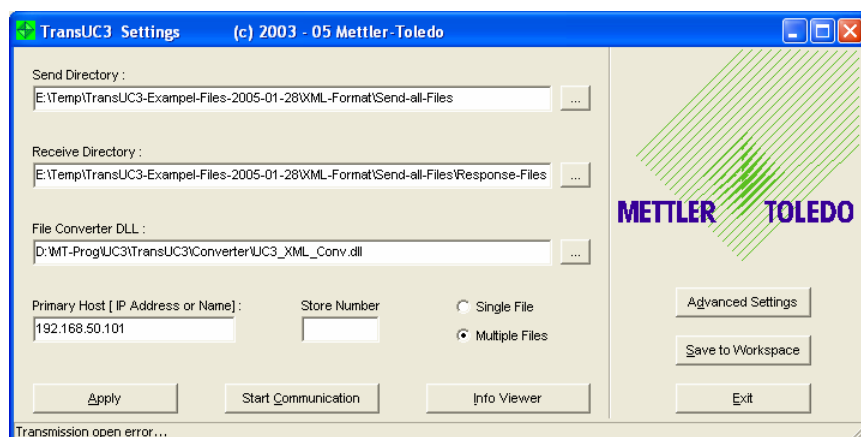 TransUC3 Settings (c) 2003 - 05 Mettler-Toledo
Send Directory :
E:\Temp\TransUC3-Exampel-Files-2005-01-28\XML-Format\Send-all-Files
...
Receive Directory :
E:\Temp\TransUC3-Exampel-Files-2005-01-28\XML-Format\Send-all-Files\Response-Files
...
METTLER TOLEDO
File Converter DLL :
D:\MT-Prog\UC3\TransUC3\Converter\UC3_XML_Conv.dll
...
Primary Host [ IP Address or Name] :
192.168.50.101
Store Number
Single File
Multiple Files
Advanced Settings
Save to Workspace
Apply
Start Communication
Info Viewer
Exit
Transmission open error...